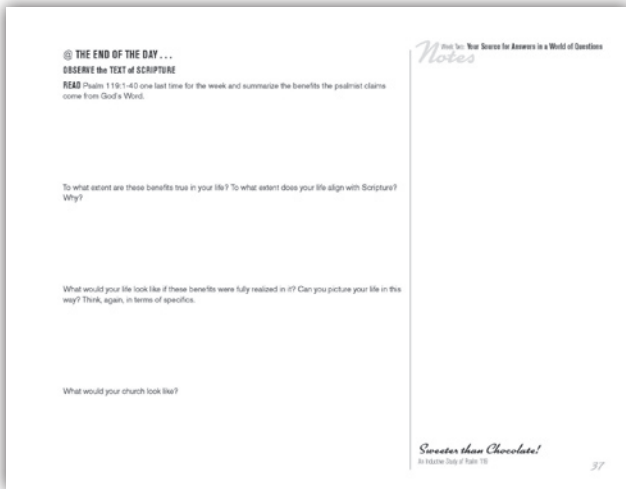 @ THE END OF THE DAY . . .
OBSERVE the TEXT of SCRIPTURE
READ Psalm 119:1-40 one last time for the week and summarize the benefits the psalmist claims
come from God's Word.
To what extent are these benefits true in your life? To what extent does your life align with Scripture?
Why?
What would your life look like if these benefits were fully realized in it? Can you picture your life in this
way? Think, again, in terms of specifics.
What would your church look like?
Week Two: Your Source for Answers in a World of Questions
Notes
Sweeter than Chocolate!
An Inductive Study of Psalm 119
37